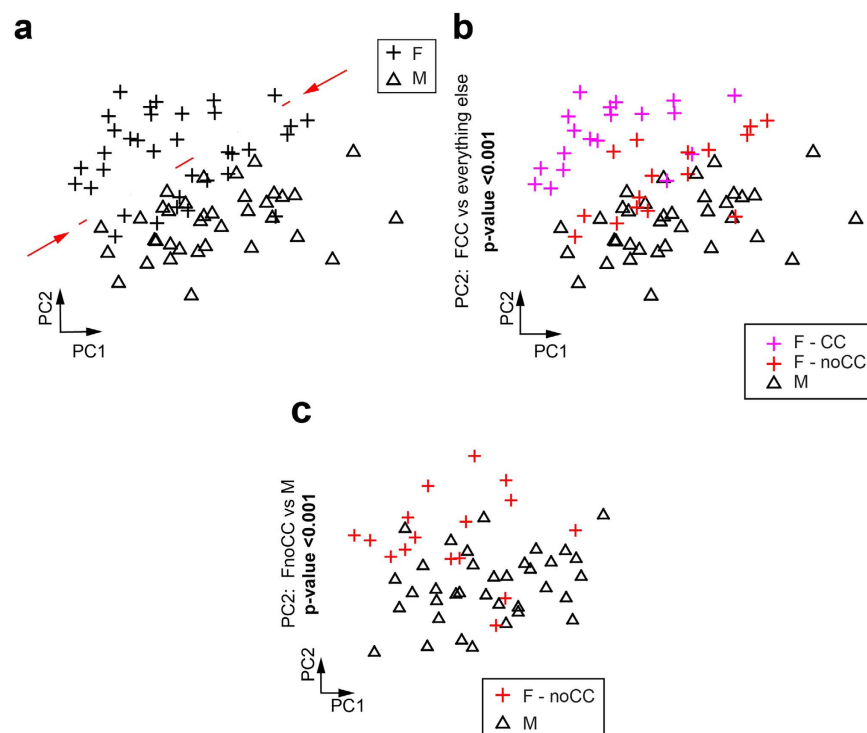 a
F
M
PC2
PC1
b
PC2: FCC vs everything else
p-value <0.001
PC2
PC1
F - CC
F - noCC
M
c
PC2: FnoCC vs M
p-value <0.001
PC2
PC1
F - noCC
M